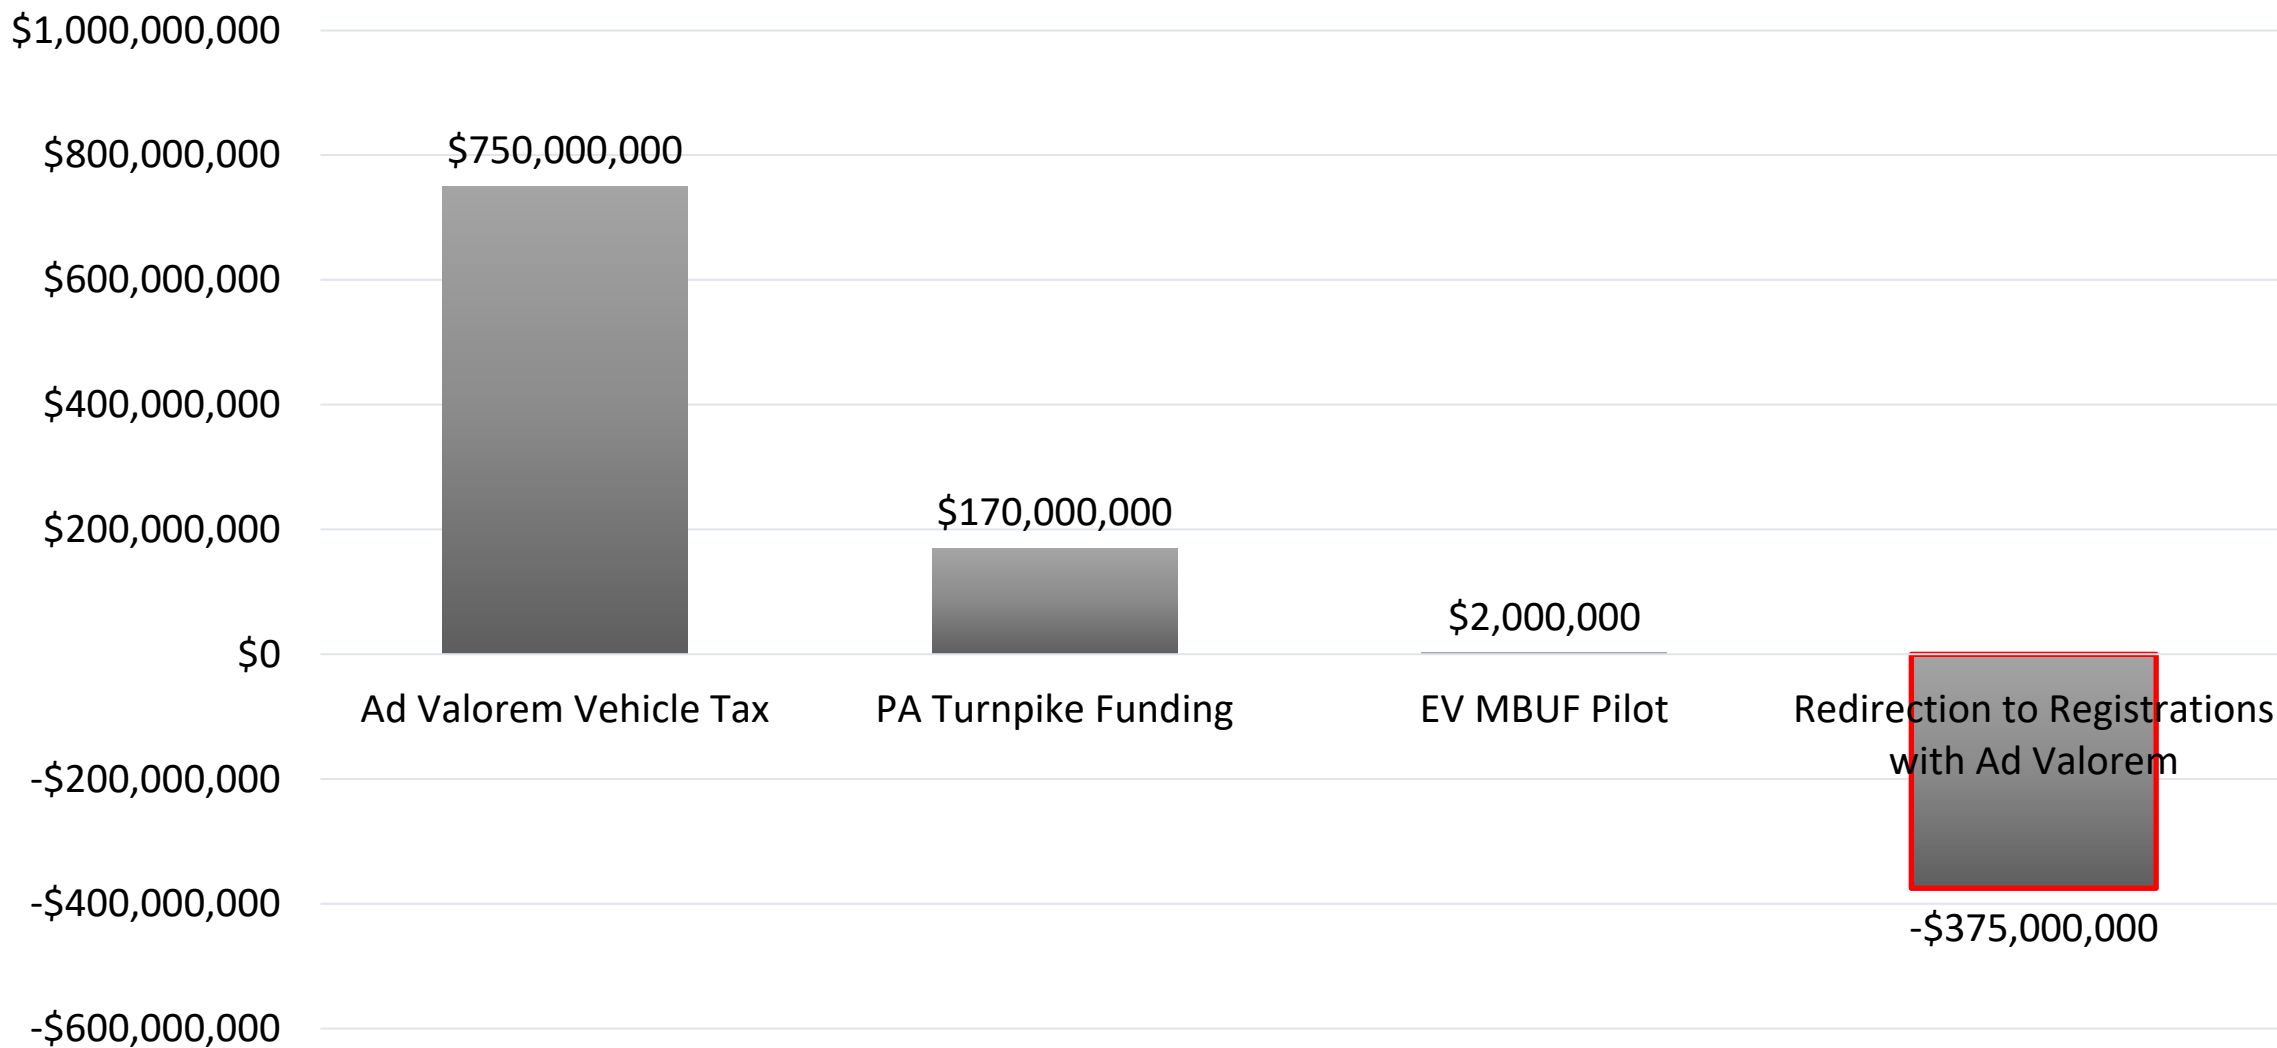 $1,000,000,000
$800,000,000
$600,000,000
$400,000,000
$200,000,000
$0
-$200,000,000
-$400,000,000
-$600,000,000
$750,000,000
$170,000,000
$2,000,000
-$375,000,000
Ad Valorem Vehicle Tax
PA Turnpike Funding
EV MBUF Pilot
Redirection to Registrations
with Ad Valorem